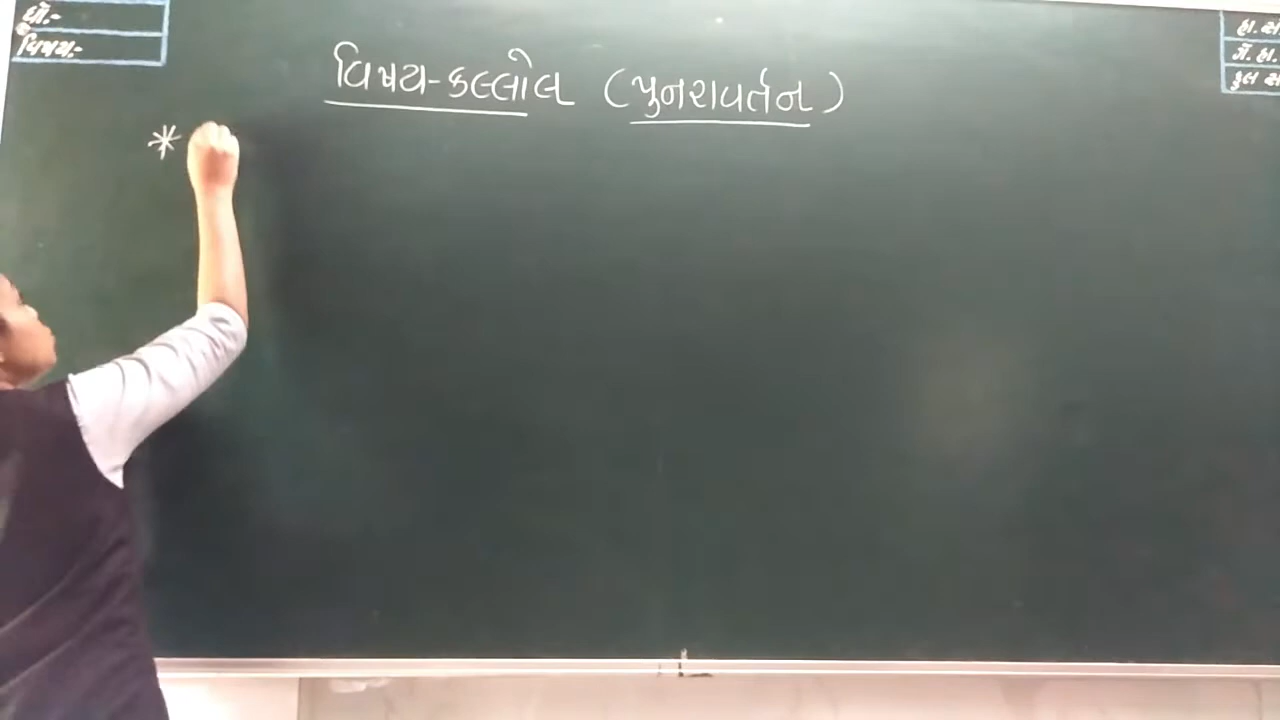 ધો.-
વિષય:-
વિષય-કલ્લોલ (પુનરાવર્તન)
*
હા.
ગે. હા.
કુલ